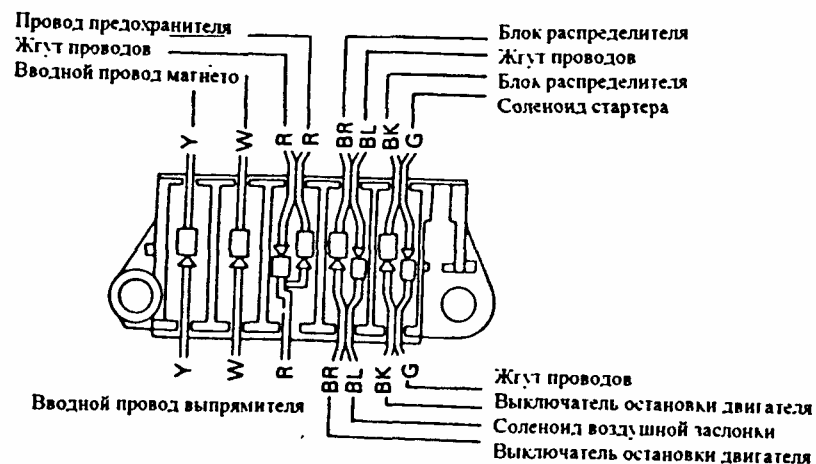 Провод предохранителя
Жгут проводов
Вводной провод магнето
Блок распределителя
Жгут проводов
Блок распределителя
Соленоид стартера
Y W R R BR BL BK G
Y W R BR BL BK G
Вводной провод выпрямителя
Жгут проводов
Выключатель остановки двигателя
Соленоид воздушной заслонки
Выключатель остановки двигателя